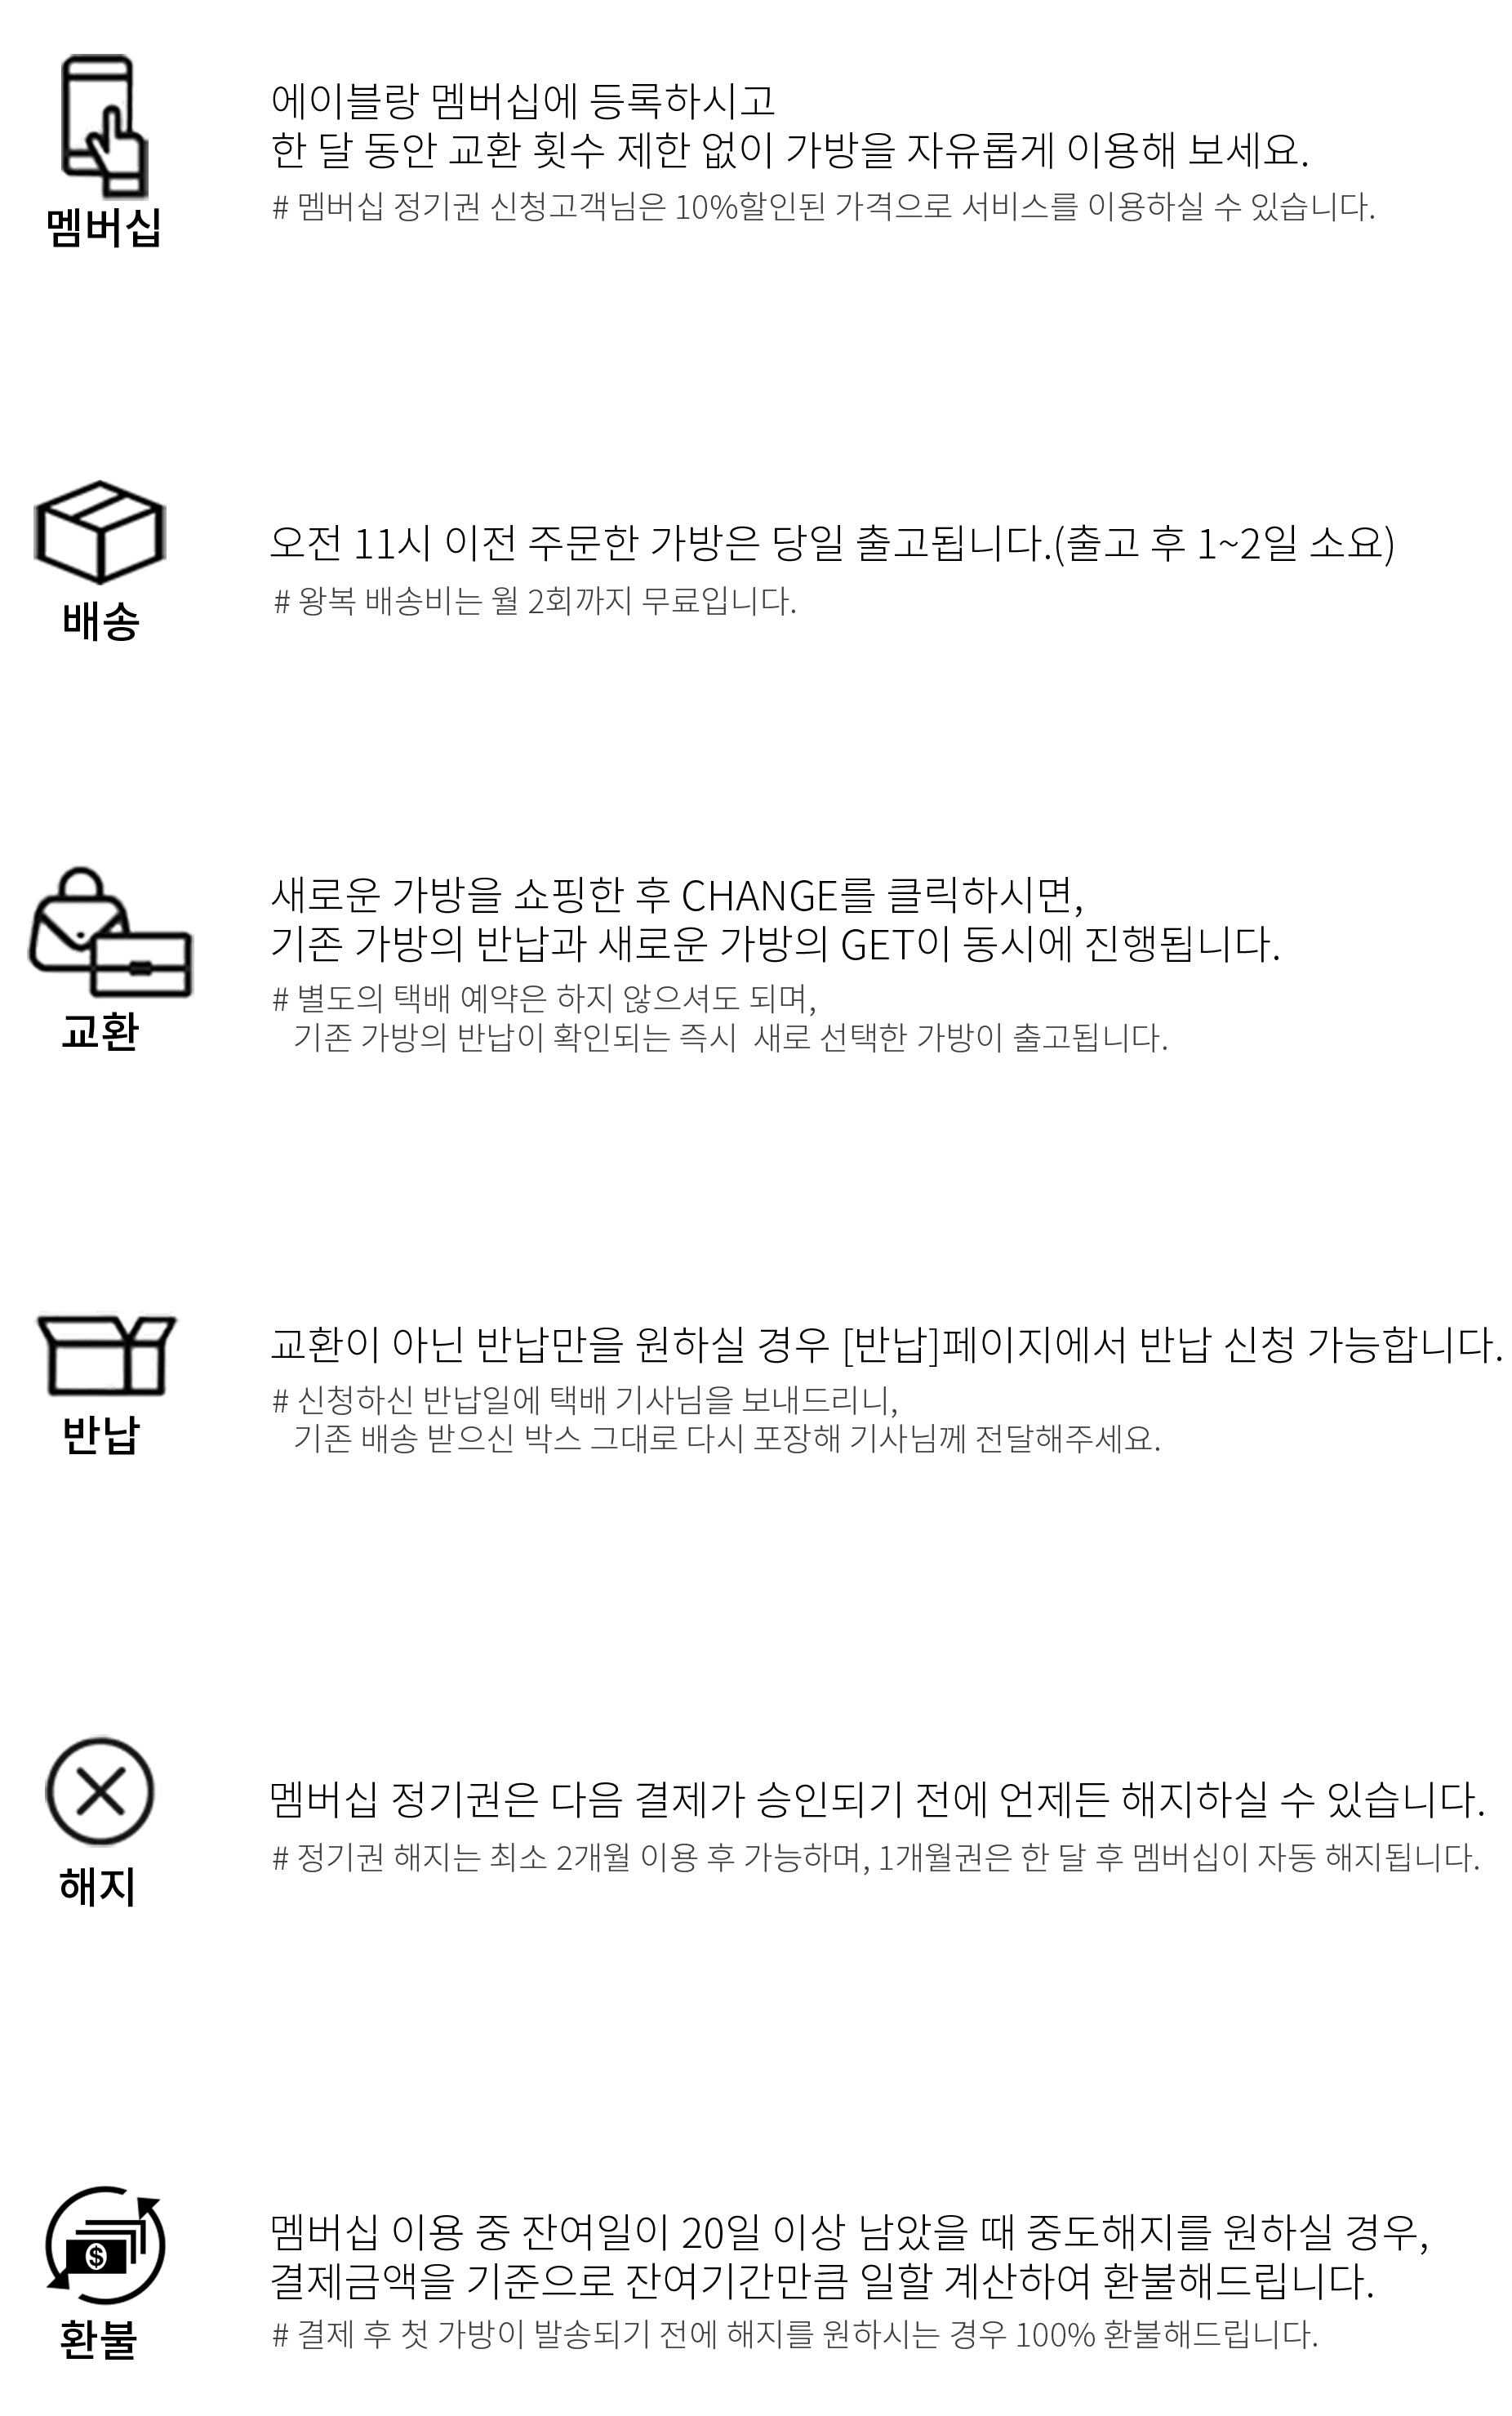 에이블랑 멤버십에 등록하시고
한 달 동안 교환 횟수 제한 없이 가방을 자유롭게 이용해 보세요.
# 멤버십 정기권 신청고객님은 10%할인된 가격으로 서비스를 이용하실 수 있습니다.
멤버십
오전 11시 이전 주문한 가방은 당일 출고됩니다.(출고 후 1~2일 소요)
# 왕복 배송비는 월 2회까지 무료입니다.
배송
새로운 가방을 쇼핑한 후 CHANGE를 클릭하시면,
기존 가방의 반납과 새로운 가방의 GET이 동시에 진행됩니다.
# 별도의 택배 예약은 하지 않으셔도 되며,
기존 가방의 반납이 확인되는 즉시 새로 선택한 가방이 출고됩니다.
교환
교환이 아닌 반납만을 원하실 경우 [반납]페이지에서 반납 신청 가능합니다.
# 신청하신 반납일에 택배 기사님을 보내드리니,
기존 배송 받으신 박스 그대로 다시 포장해 기사님께 전달해주세요.
반납
멤버십 정기권은 다음 결제가 승인되기 전에 언제든 해지하실 수 있습니다.
# 정기권 해지는 최소 2개월 이용 후 가능하며, 1개월권은 한 달 후 멤버십이 자동 해지됩니다.
해지
멤버십 이용 중 잔여일이 20일 이상 남았을 때 중도해지를 원하실 경우,
결제금액을 기준으로 잔여기간만큼 일할 계산하여 환불해드립니다.
# 결제 후 첫 가방이 발송되기 전에 해지를 원하시는 경우 100% 환불해드립니다.
$
환불